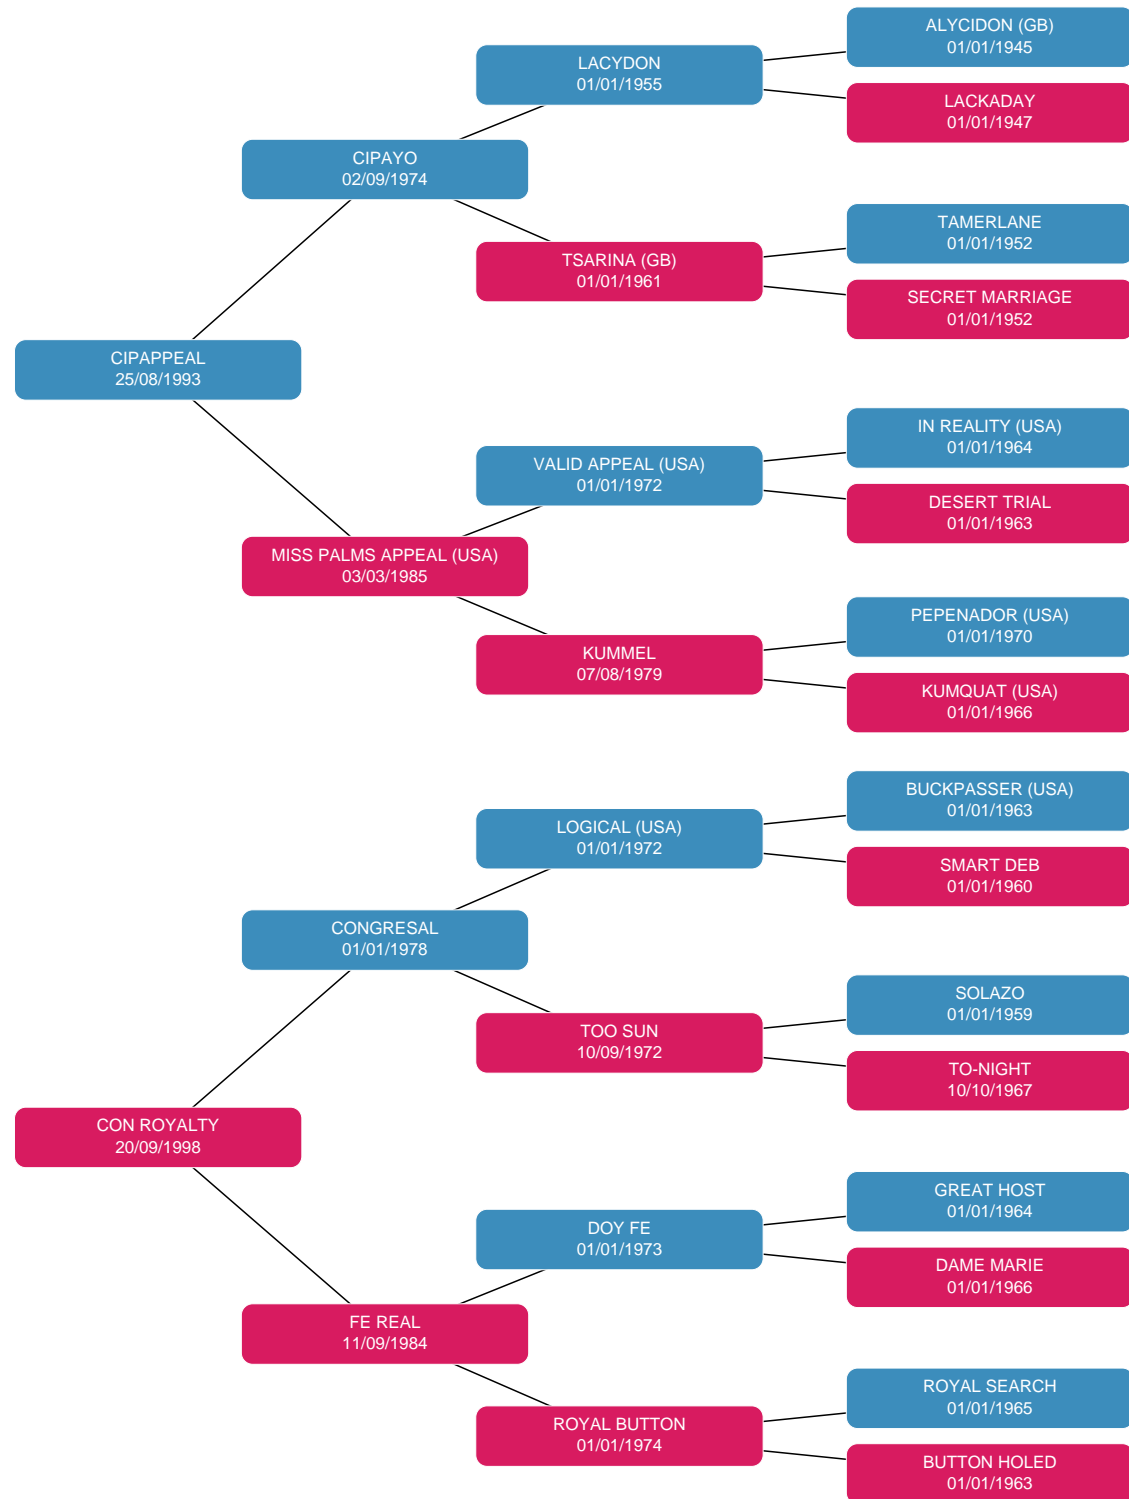 ALYCIDON (GB)
01/01/1945
LACYDON
01/01/1955
LACKADAY
01/01/1947
CIPAYO
02/09/1974
TAMERLANE
01/01/1952
TSARINA (GB)
01/01/1961
SECRET MARRIAGE
01/01/1952
CIPAPPEAL
25/08/1993
IN REALITY (USA)
01/01/1964
VALID APPEAL (USA)
01/01/1972
DESERT TRIAL
01/01/1963
MISS PALMS APPEAL (USA)
03/03/1985
PEPENADOR (USA)
01/01/1970
KUMMEL
07/08/1979
KUMQUAT (USA)
01/01/1966
BUCKPASSER (USA)
01/01/1963
LOGICAL (USA)
01/01/1972
SMART DEB
01/01/1960
CONGRESAL
01/01/1978
SOLAZO
01/01/1959
TOO SUN
10/09/1972
TO-NIGHT
10/10/1967
CON ROYALTY
20/09/1998
GREAT HOST
01/01/1964
DOY FE
01/01/1973
DAME MARIE
01/01/1966
FE REAL
11/09/1984
ROYAL SEARCH
01/01/1965
ROYAL BUTTON
01/01/1974
BUTTON HOLED
01/01/1963